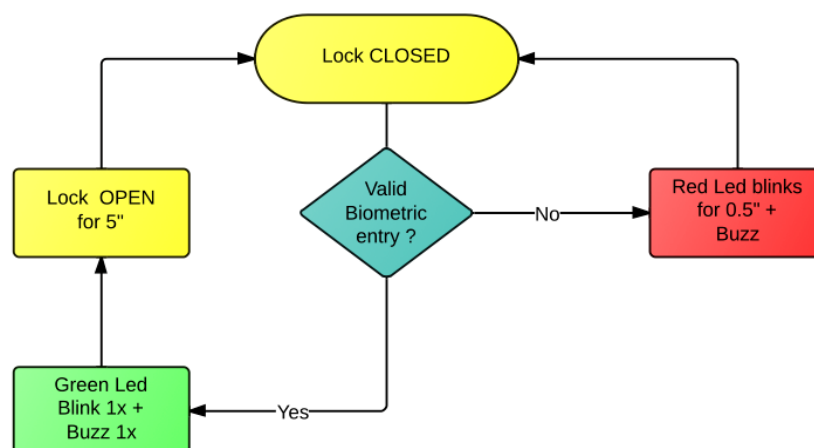 Lock CLOSED
Valid
Biometric
entry ?
No
Red Led blinks
for 0.5" +
Buzz
Lock OPEN
for 5"
Yes
Green Led
Blink 1x +
Buzz 1x